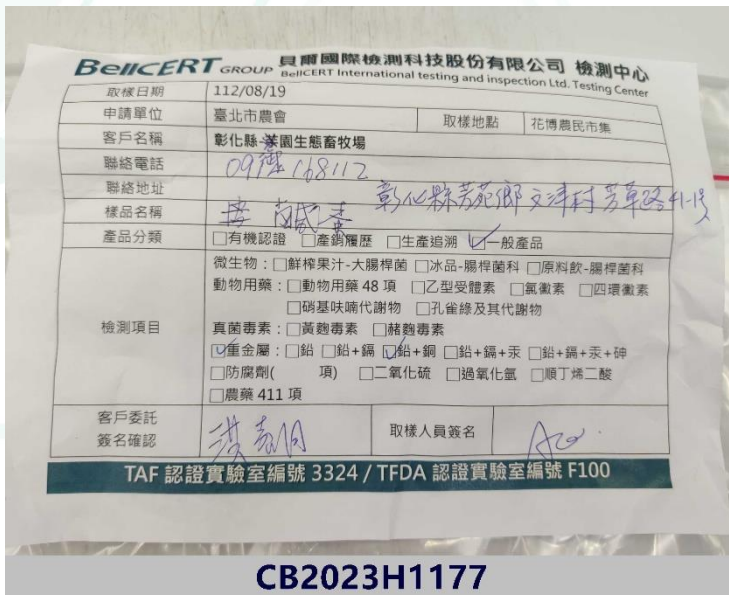 BellCERT GROUP 貝爾國際檢測科技股份有限公司 檢測中心
BellCERT International testing and inspection Ltd. Testing Center
取樣日期 112/08/19
申請單位 臺北市農會 取樣地點 花博農民市集
客戶名稱 彰化縣 園生態畜牧場
聯絡電話
聯絡地址 彰化縣芳苑鄉文津村芳草路41-1号
樣品名稱 鹹蛋
產品分類 □有機認證 □產銷履歷 □生產追溯 ☑一般產品
檢測項目
微生物：□鮮榨果汁-大腸桿菌 □冰品-腸桿菌科 □原料飲-腸桿菌科
動物用藥：□動物用藥 48 項 □乙型受體素 □氯黴素 □四環黴素
□硝基呋喃代謝物 □孔雀綠及其代謝物
真菌毒素：□黃麴毒素 □赭麴毒素
☑重金屬：□鉛 □鉛+鎘 ☑鉛+銅 □鉛+鎘+汞 □鉛+鎘+汞+砷
□防腐劑( 項) □二氧化硫 □過氧化氫 □順丁烯二酸
□農藥 411 項
客戶委託
簽名確認 取樣人員簽名
TAF 認證實驗室編號 3324 / TFDA 認證實驗室編號 F100
CB2023H1177